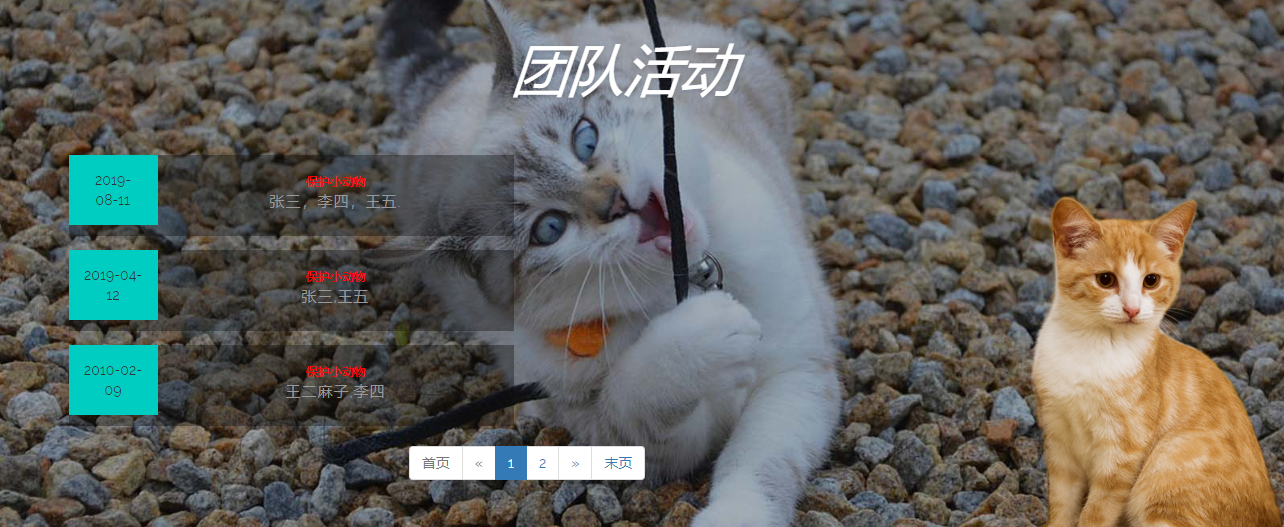 团队活动
2019-
08-11
保护小动物
张三，李四，王五
2019-04-
12
保护小动物
张三,王五
2010-02-
09
保护小动物
王二麻子,李四
首页 « 1 2 » 末页